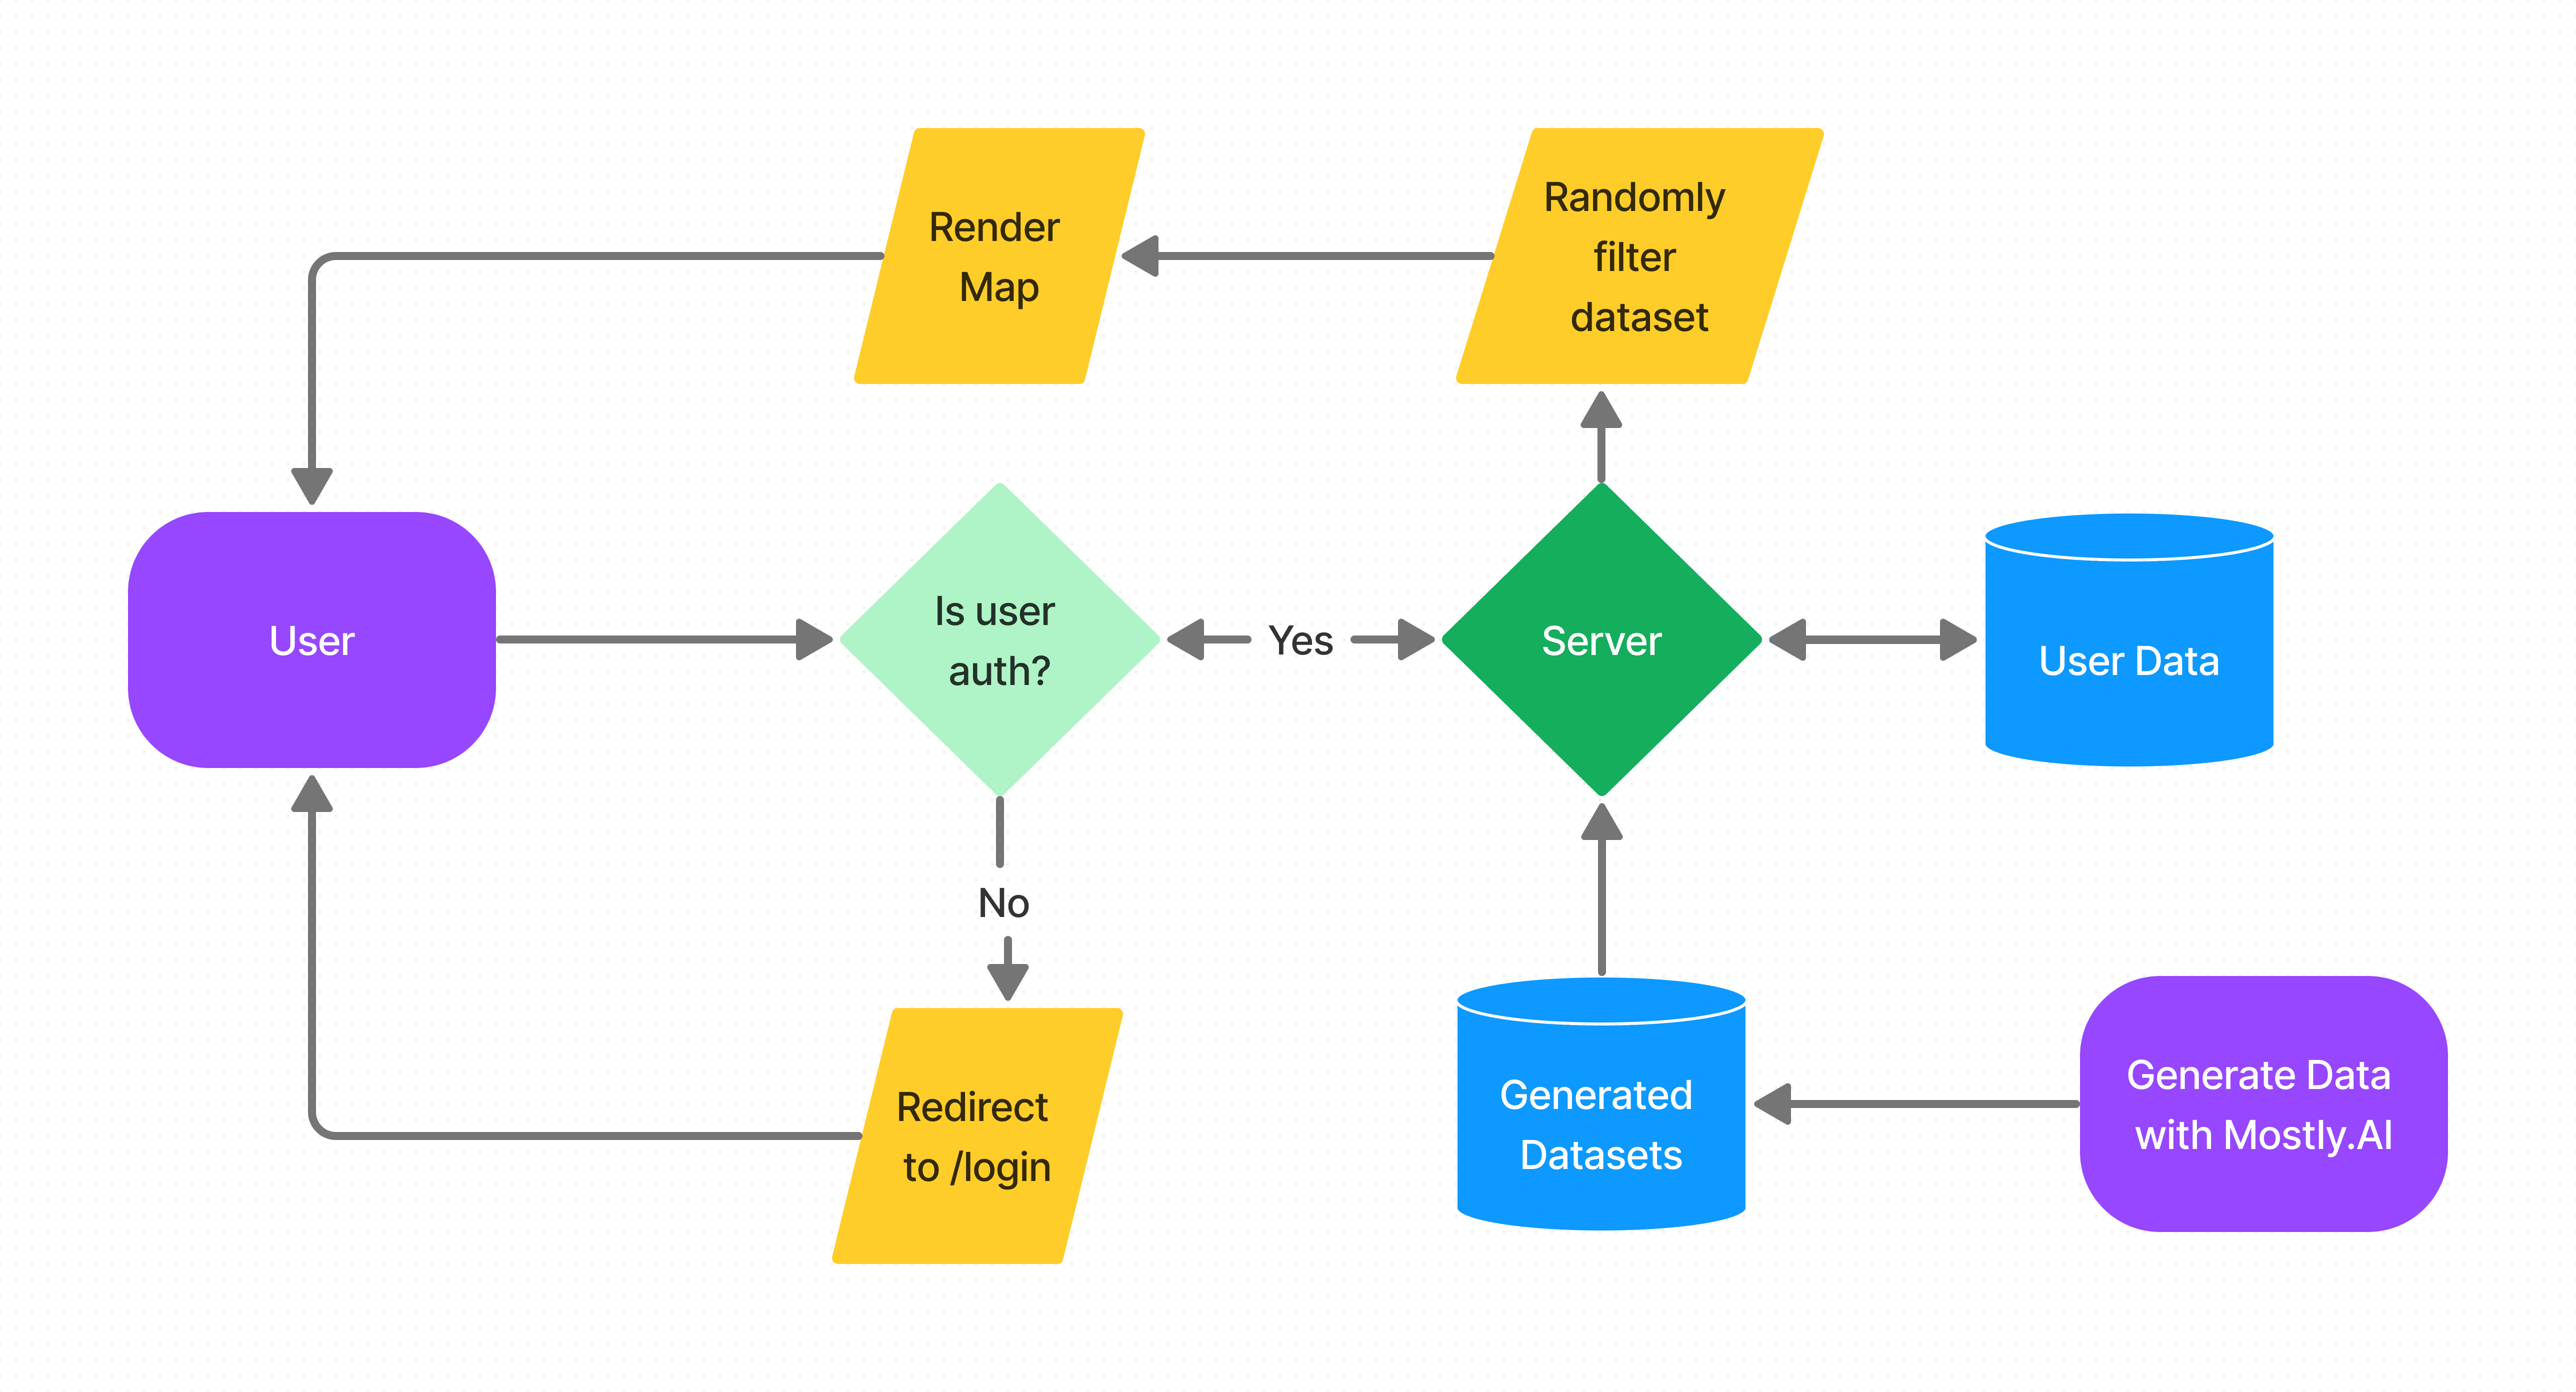 Render
Map
Randomly
filter
dataset
User
Is user
auth?
Yes
Server
User Data
No
Redirect
to /login
Generated
Datasets
Generate Data
with Mostly.AI